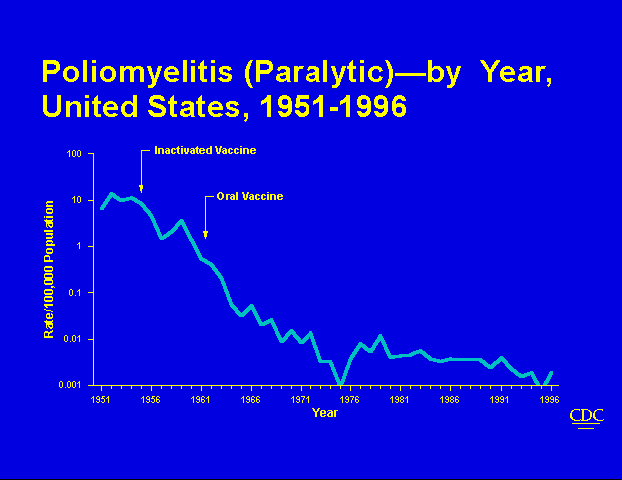 Poliomyelitis (Paralytic)—by Year,
United States, 1951-1996
100
10
1
0.1
0.01
0.001
Rate/100,000 Population
Inactivated Vaccine
Oral Vaccine
1951 1956 1961 1966 1971 1976 1981 1986 1991 1996
Year
CDC